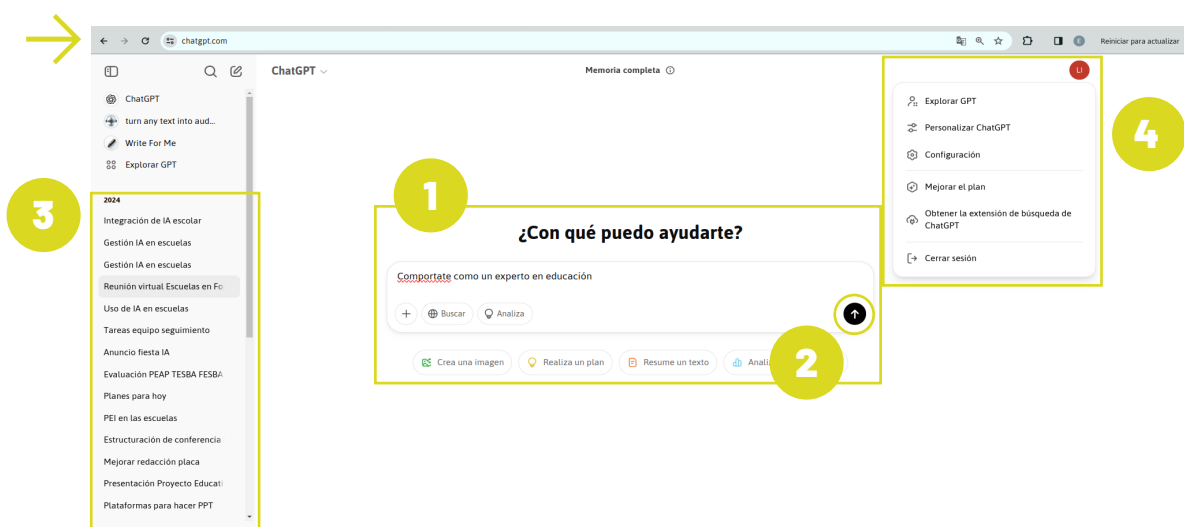 chatgpt.com
E
Reiniciar para actualizar
ChatGPT
Memoria completa
LI
ChatGPT
turn any text into aud...
Write For Me
Explorar GPT
3
2024
Integración de IA escolar
Gestión IA en escuelas
Gestión IA en escuelas
Reunión virtual Escuelas en Fo
Uso de IA en escuelas
Tareas equipo seguimiento
Anuncio fiesta IA
Evaluación PEAP TESBA FESBA
Planes para hoy
PEI en las escuelas
Estructuración de conferencia
Mejorar redacción placa
Presentación Proyecto Educati
Plataformas para hacer PPT
1
¿Con qué puedo ayudarte?
Comportate como un experto en educación
Buscar
Analiza
Crea una imagen
Realiza un plan
Resume un texto
Anali
2
Explorar GPT
Personalizar ChatGPT
Configuración
Mejorar el plan
Obtener la extensión de búsqueda de
ChatGPT
Cerrar sesión
4